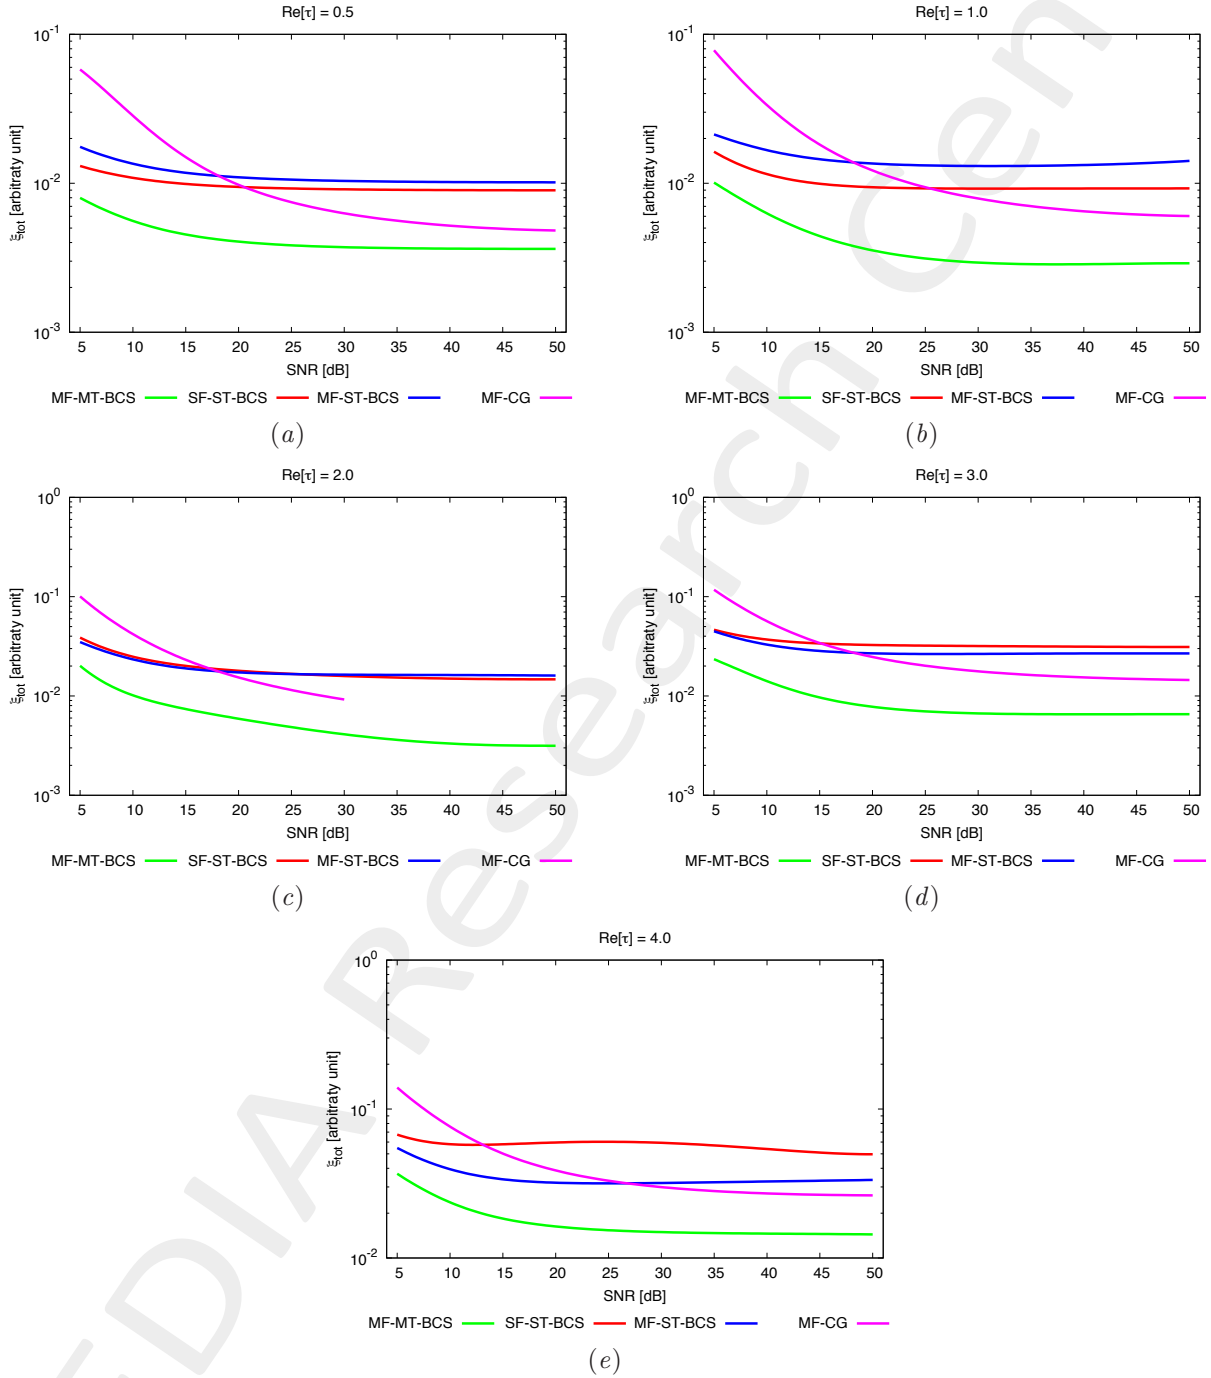 Re[τ] = 0.5
10⁻¹
10⁻²
10⁻³
ξtot [arbitraty unit]
5 10 15 20 25 30 35 40 45 50
SNR [dB]
MF-MT-BCS SF-ST-BCS MF-ST-BCS MF-CG
(a)
Re[τ] = 1.0
10⁻¹
10⁻²
10⁻³
ξtot [arbitraty unit]
5 10 15 20 25 30 35 40 45 50
SNR [dB]
MF-MT-BCS SF-ST-BCS MF-ST-BCS MF-CG
(b)
Re[τ] = 2.0
10⁰
10⁻¹
10⁻²
10⁻³
ξtot [arbitraty unit]
5 10 15 20 25 30 35 40 45 50
SNR [dB]
MF-MT-BCS SF-ST-BCS MF-ST-BCS MF-CG
(c)
Re[τ] = 3.0
10⁰
10⁻¹
10⁻²
10⁻³
ξtot [arbitraty unit]
5 10 15 20 25 30 35 40 45 50
SNR [dB]
MF-MT-BCS SF-ST-BCS MF-ST-BCS MF-CG
(d)
Re[τ] = 4.0
10⁰
10⁻¹
10⁻²
ξtot [arbitraty unit]
5 10 15 20 25 30 35 40 45 50
SNR [dB]
MF-MT-BCS SF-ST-BCS MF-ST-BCS MF-CG
(e)
EDIA Research Cen